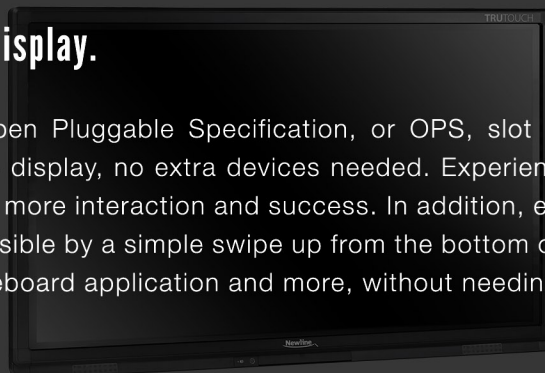 TRUTOUCH
isplay.
pen Pluggable Specification, or OPS, slot
display, no extra devices needed. Experien
more interaction and success. In addition, e
sible by a simple swipe up from the bottom o
eboard application and more, without needin
Newline